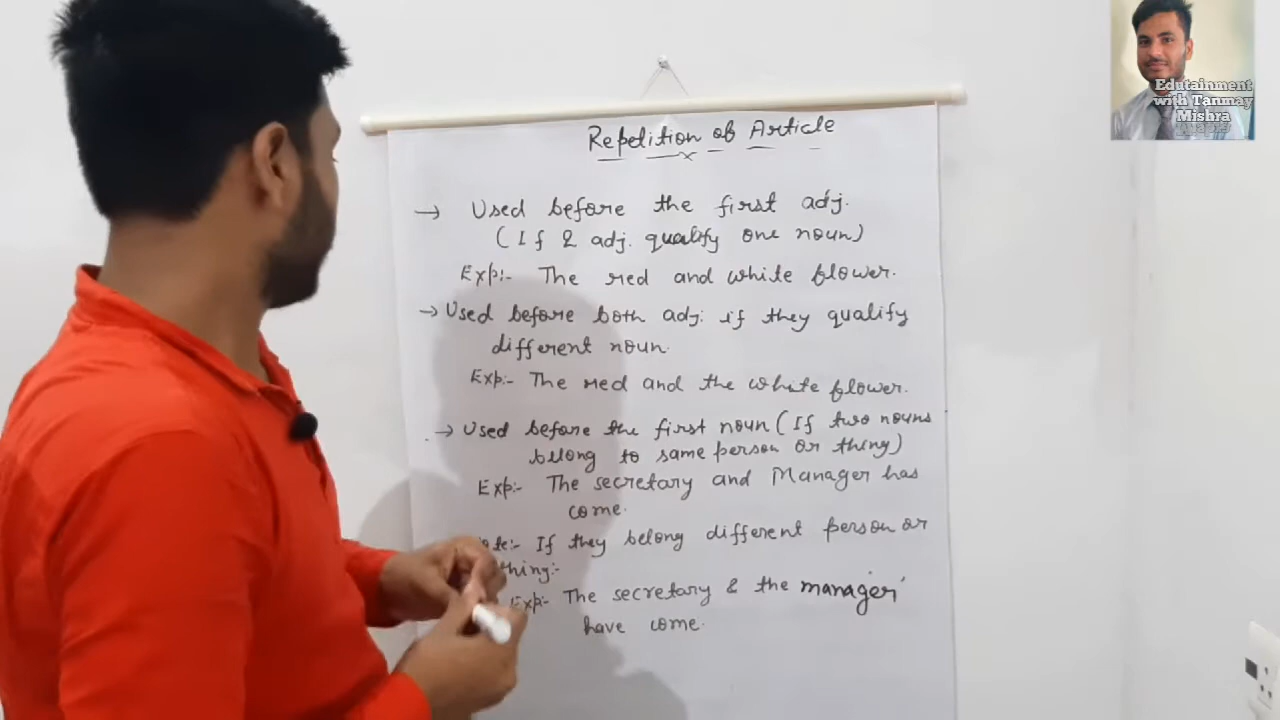 Repetition of Article
→ Used before the first adj.
(If 2 adj. qualify one noun)
Exp:- The red and white flower.
→ Used before both adj. if they qualify
different noun.
Exp:- The red and the white flower.
→ Used before the first noun (If two nouns
belong to same person or thing)
Exp:- The secretary and Manager has
come.
If they belong different person or
thing:-
Exp:- The secretary & the manager
have come.
Edutainment
with Tanmay
Mishra